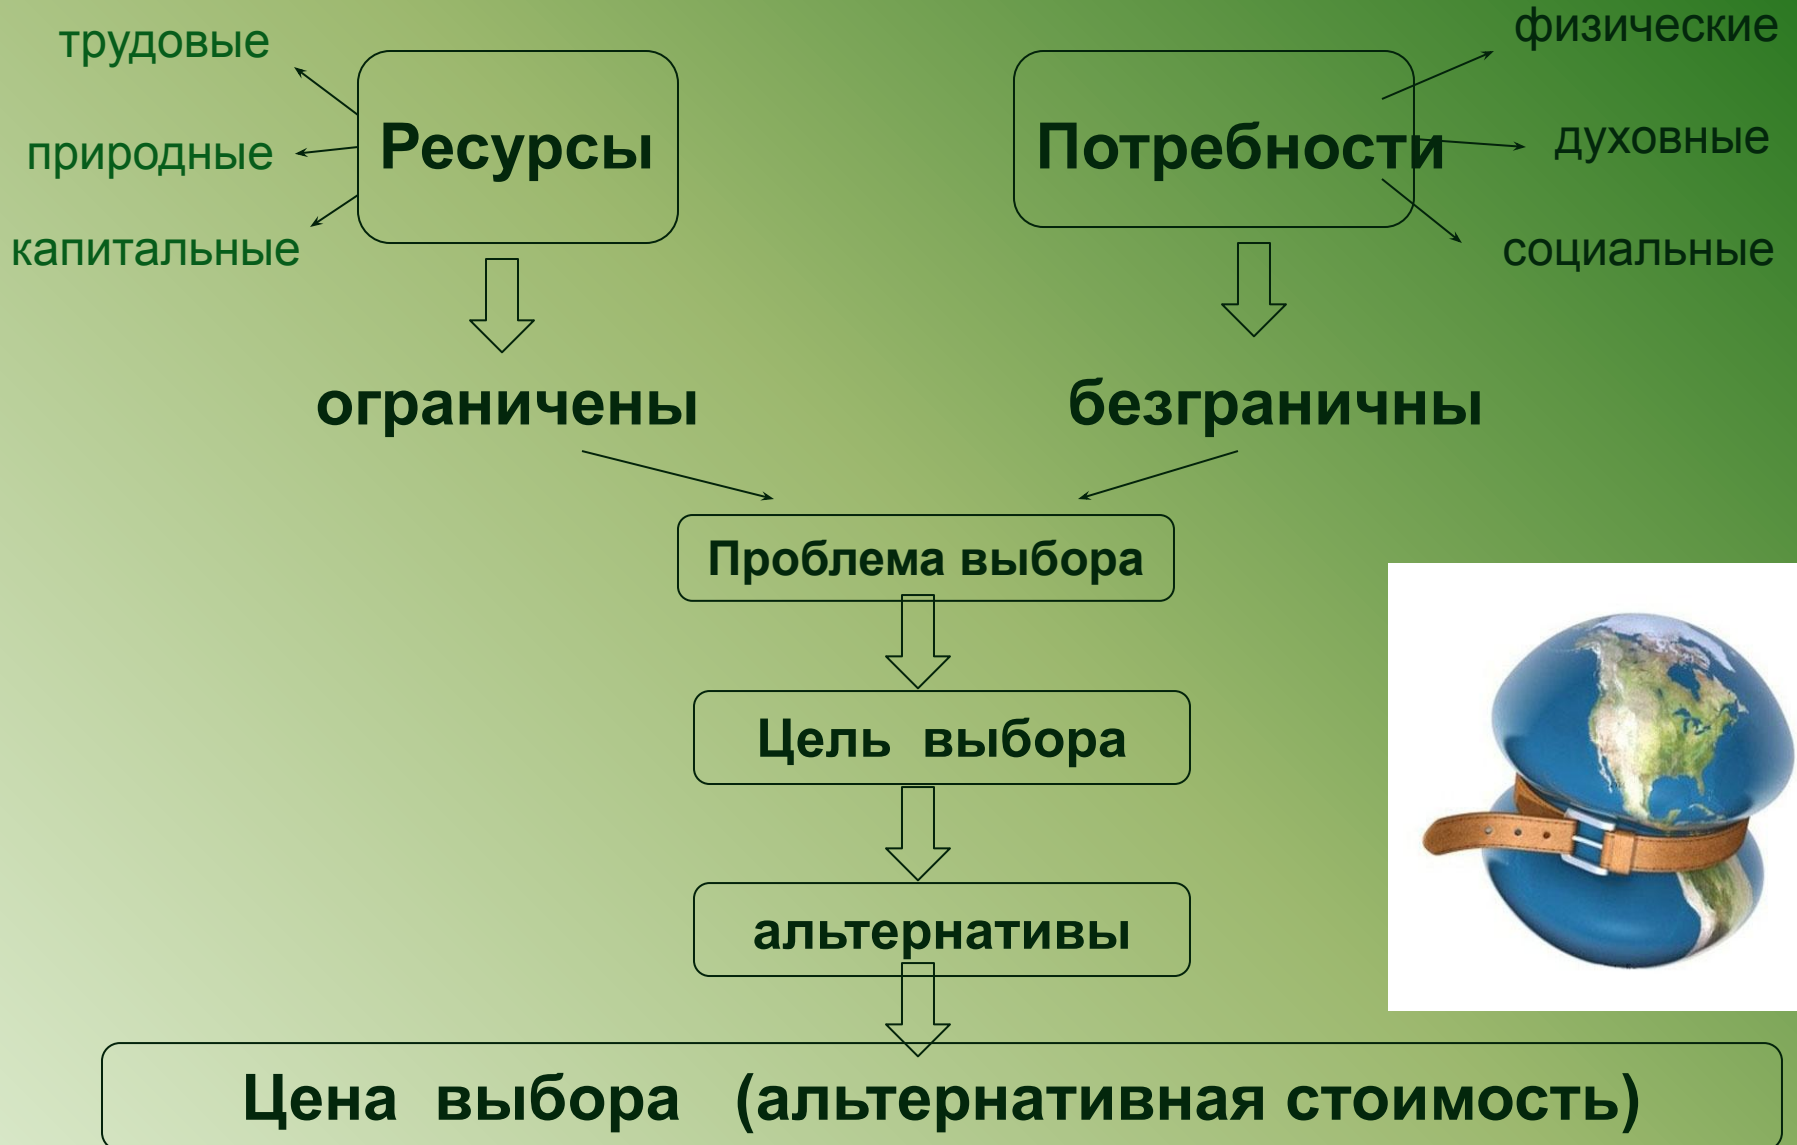 трудовые
природные
капитальные
Ресурсы
Потребности
физические
духовные
социальные
ограничены
безграничны
Проблема выбора
Цель выбора
альтернативы
Цена выбора (альтернативная стоимость)